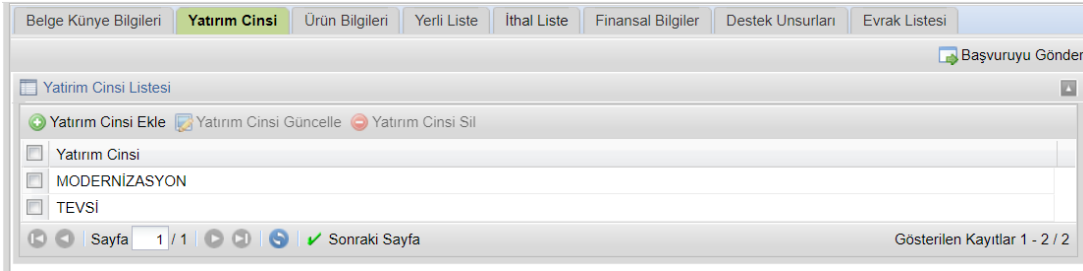 Belge Künye Bilgileri Yatırım Cinsi Ürün Bilgileri Yerli Liste İthal Liste Finansal Bilgiler Destek Unsurları Evrak Listesi
Başvuruyu Gönder
Yatirim Cinsi Listesi
Yatırım Cinsi Ekle Yatırım Cinsi Güncelle Yatırım Cinsi Sil
Yatırım Cinsi
MODERNİZASYON
TEVSİ
Sayfa 1 / 1 Sonraki Sayfa Gösterilen Kayıtlar 1 - 2 / 2